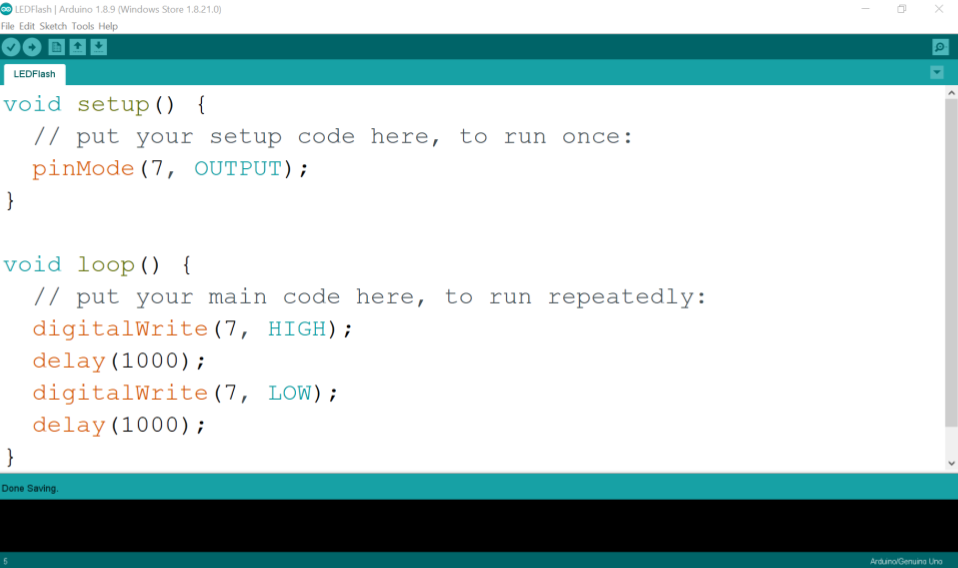 LEDFlash | Arduino 1.8.9 (Windows Store 1.8.21.0)
File Edit Sketch Tools Help
LEDFlash
void setup() {
  // put your setup code here, to run once:
  pinMode(7, OUTPUT);
}

void loop() {
  // put your main code here, to run repeatedly:
  digitalWrite(7, HIGH);
  delay(1000);
  digitalWrite(7, LOW);
  delay(1000);
}
Done Saving.
5 Arduino/Genuino Uno